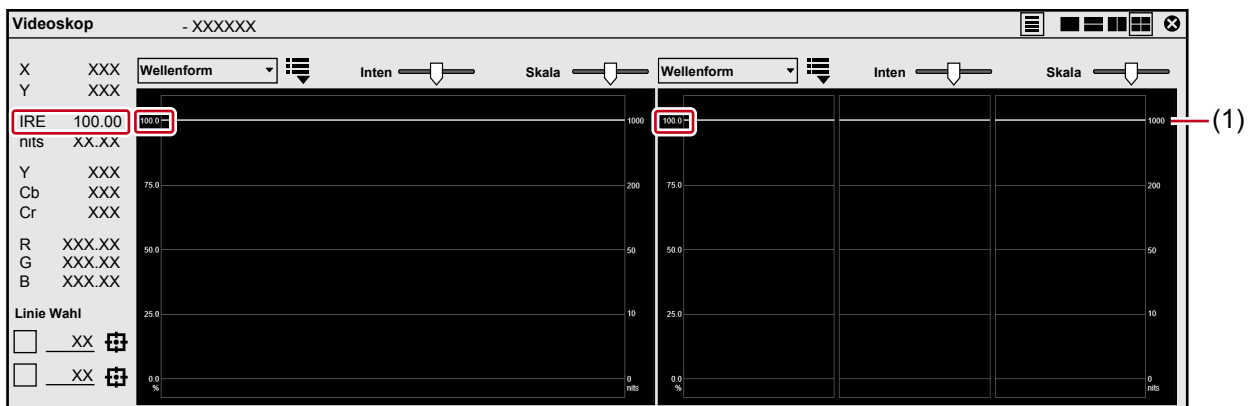 Videoskop - XXXXXX
X XXX
Y XXX
IRE 100.00
nits XX.XX
Y XXX
Cb XXX
Cr XXX
R XXX.XX
G XXX.XX
B XXX.XX
Linie Wahl
XX
XX
Wellenform Inten Skala
100.0 1000
75.0 200
50.0 50
25.0 10
0.0 0
% nits
Wellenform Inten Skala
100.0 1000
75.0 200
50.0 50
25.0 10
0.0 0
% nits
(1)